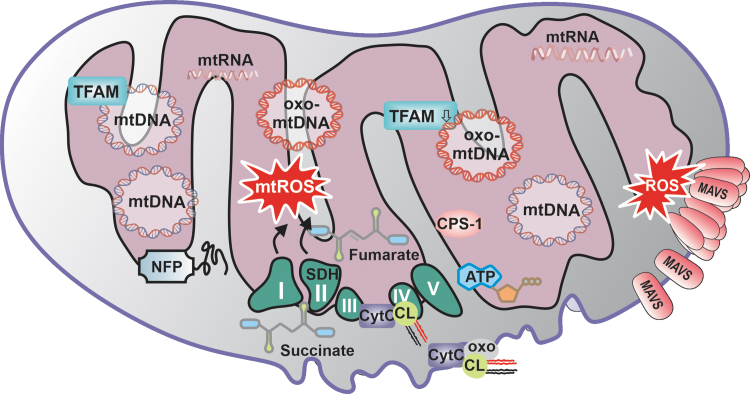 mtRNA
mtRNA
TFAM
mtDNA
oxo-
mtDNA
TFAM
oxo-
mtDNA
mtROS
ROS
MAVS
mtDNA
mtDNA
CPS-1
NFP
Fumarate
MAVS
SDH
ATP
I
II
III
IV
V
MAVS
CytC
CL
Succinate
CytC
oxo
CL